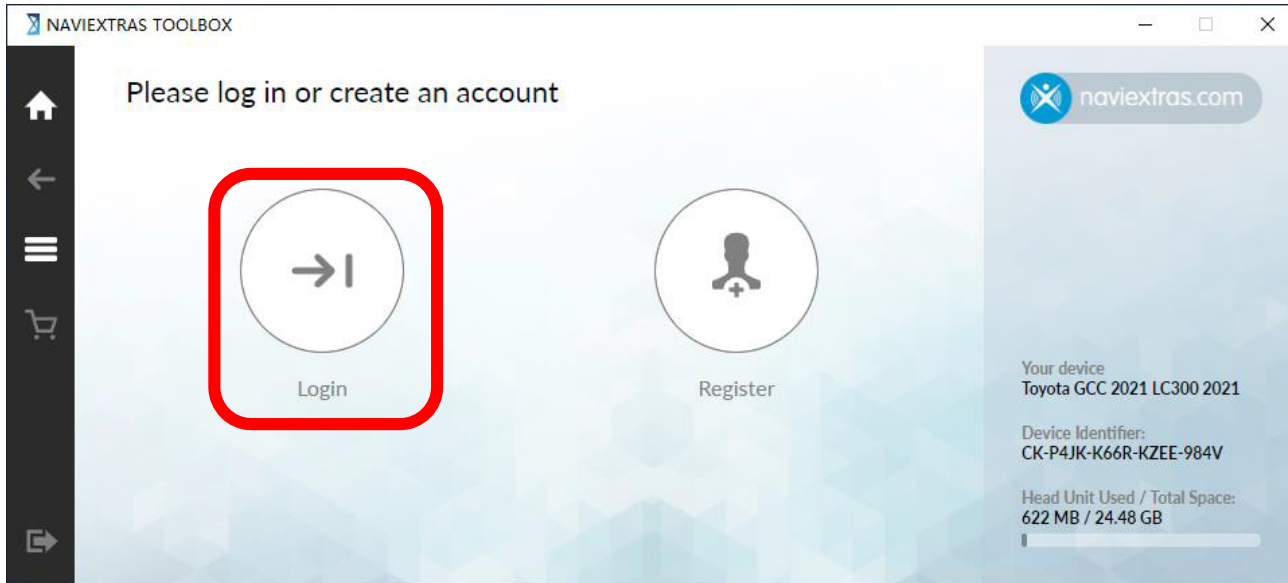 NAVIEXTRAS TOOLBOX
Please log in or create an account
naviextras.com
Login
Register
Your device
Toyota GCC 2021 LC300 2021
Device Identifier:
CK-P4JK-K66R-KZEE-984V
Head Unit Used / Total Space:
622 MB / 24.48 GB